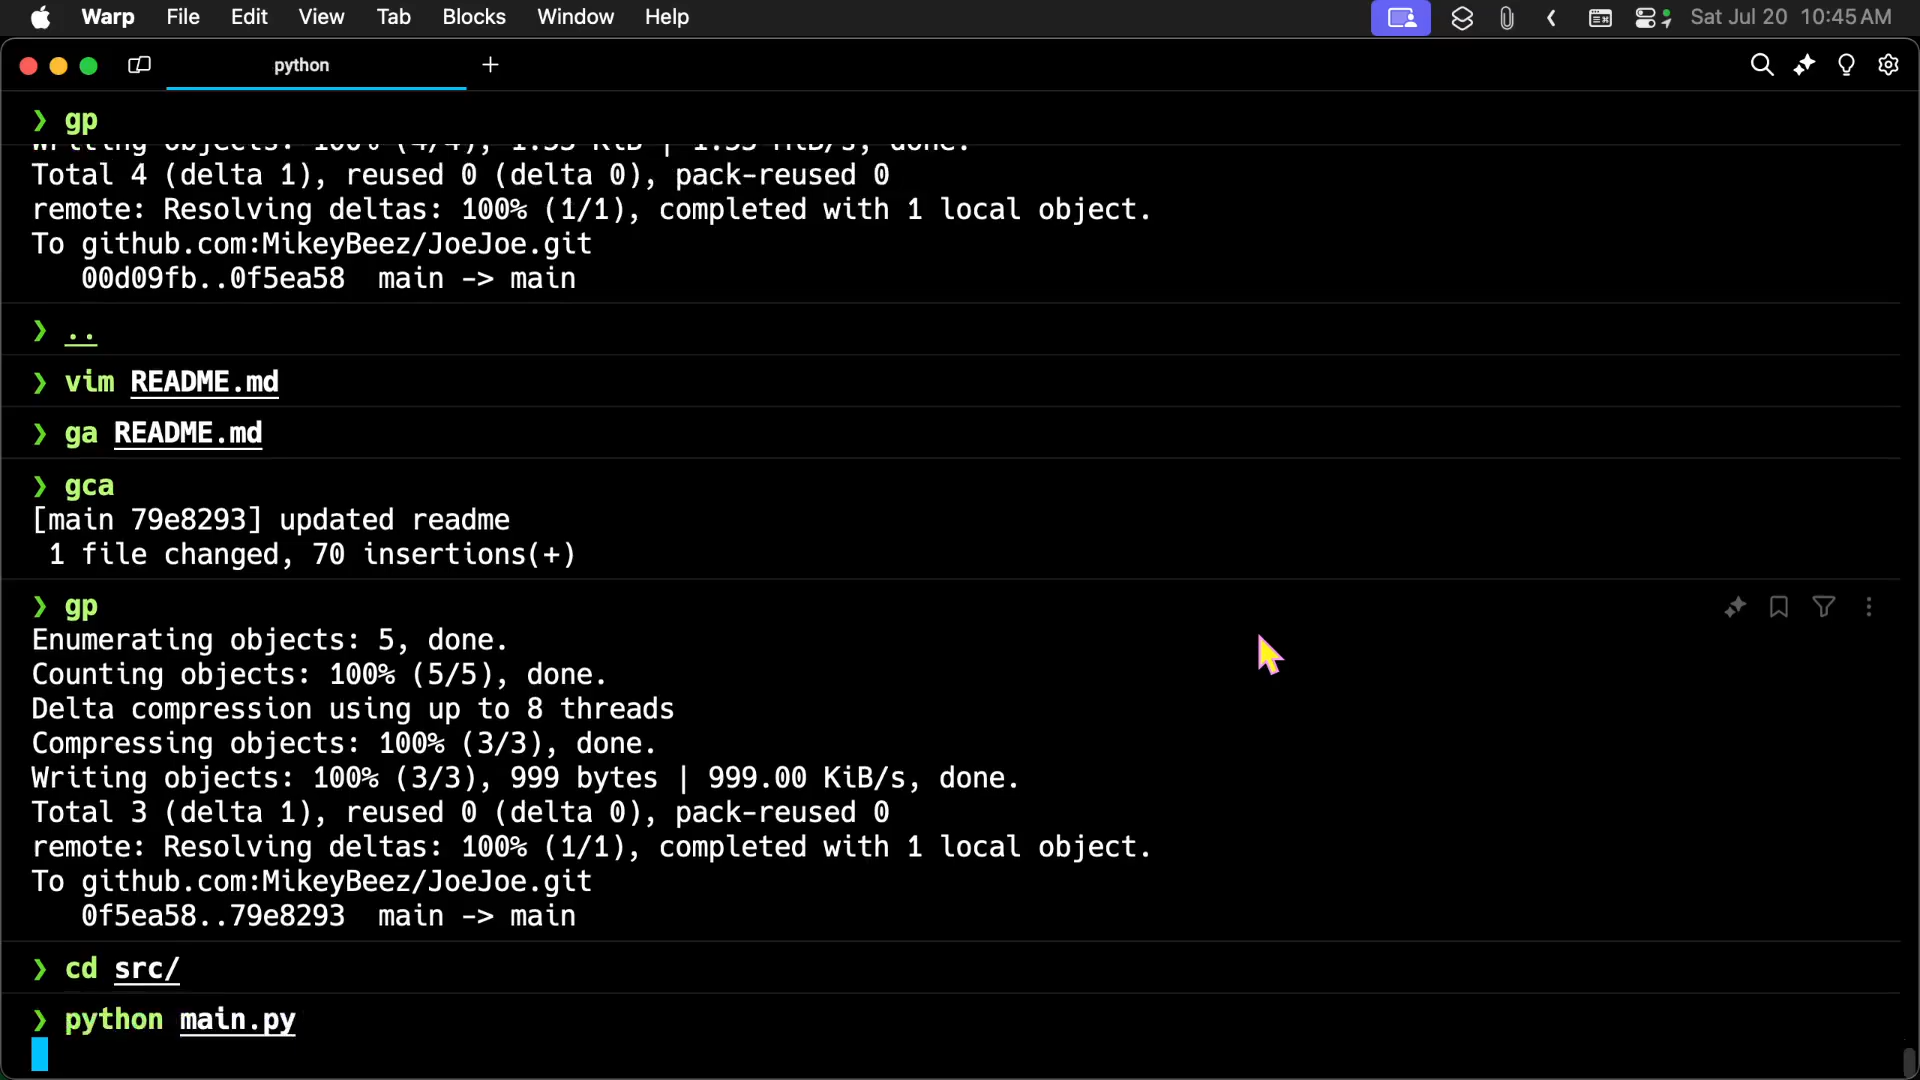 Warp File Edit View Tab Blocks Window Help Sat Jul 20 10:45 AM
python
❯ gp
Writing objects: 100% (4/4), 1.53 KiB | 1.53 MiB/s, done.
Total 4 (delta 1), reused 0 (delta 0), pack-reused 0
remote: Resolving deltas: 100% (1/1), completed with 1 local object.
To github.com:MikeyBeez/JoeJoe.git
00d09fb..0f5ea58 main -> main
❯ ..
❯ vim README.md
❯ ga README.md
❯ gca
[main 79e8293] updated readme
1 file changed, 70 insertions(+)
❯ gp
Enumerating objects: 5, done.
Counting objects: 100% (5/5), done.
Delta compression using up to 8 threads
Compressing objects: 100% (3/3), done.
Writing objects: 100% (3/3), 999 bytes | 999.00 KiB/s, done.
Total 3 (delta 1), reused 0 (delta 0), pack-reused 0
remote: Resolving deltas: 100% (1/1), completed with 1 local object.
To github.com:MikeyBeez/JoeJoe.git
0f5ea58..79e8293 main -> main
❯ cd src/
❯ python main.py